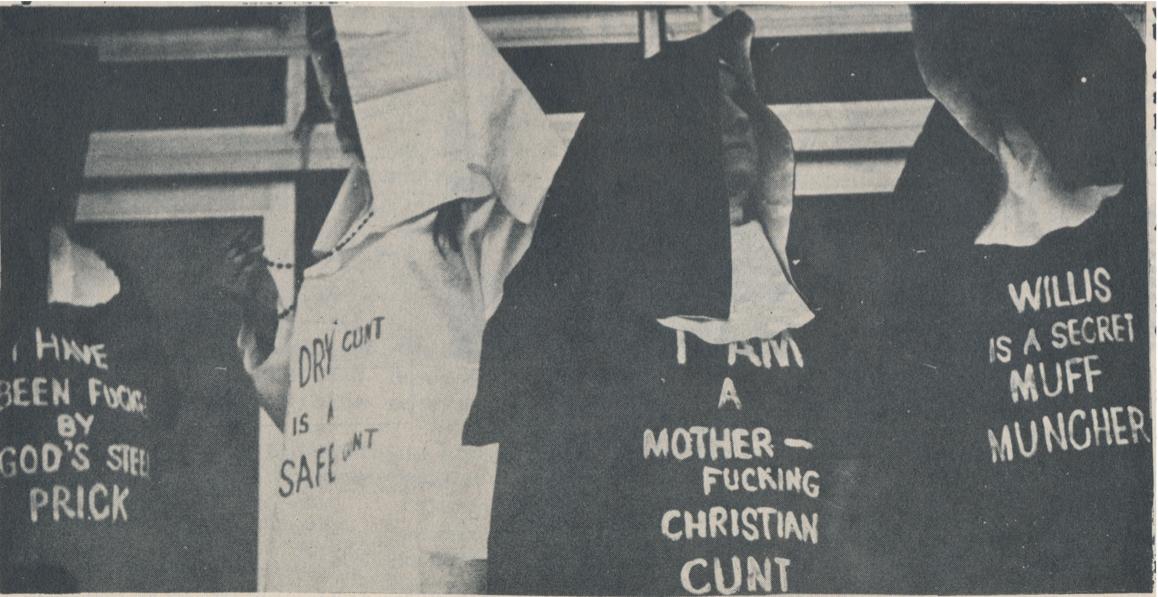 I HAVE
BEEN FUCKE
BY
GOD'S STEEL
PRICK
DRY CUNT
IS A
SAFE CUNT
I AM
A
MOTHER-
FUCKING
CHRISTIAN
CUNT
WILLIS
IS A SECRET
MUFF
MUNCHER